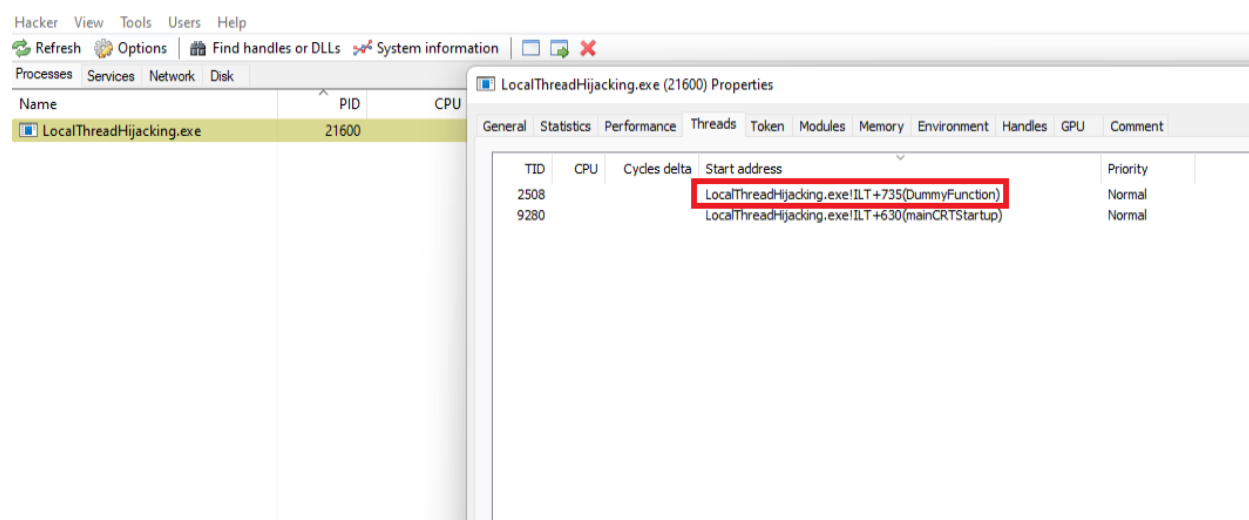 Hacker View Tools Users Help
Refresh Options Find handles or DLLs System information
Processes Services Network Disk
Name PID CPU
LocalThreadHijacking.exe 21600
LocalThreadHijacking.exe (21600) Properties
General Statistics Performance Threads Token Modules Memory Environment Handles GPU Comment
TID CPU Cycles delta Start address Priority
2508 LocalThreadHijacking.exe!ILT+735(DummyFunction) Normal
9280 LocalThreadHijacking.exe!ILT+630(mainCRTStartup) Normal